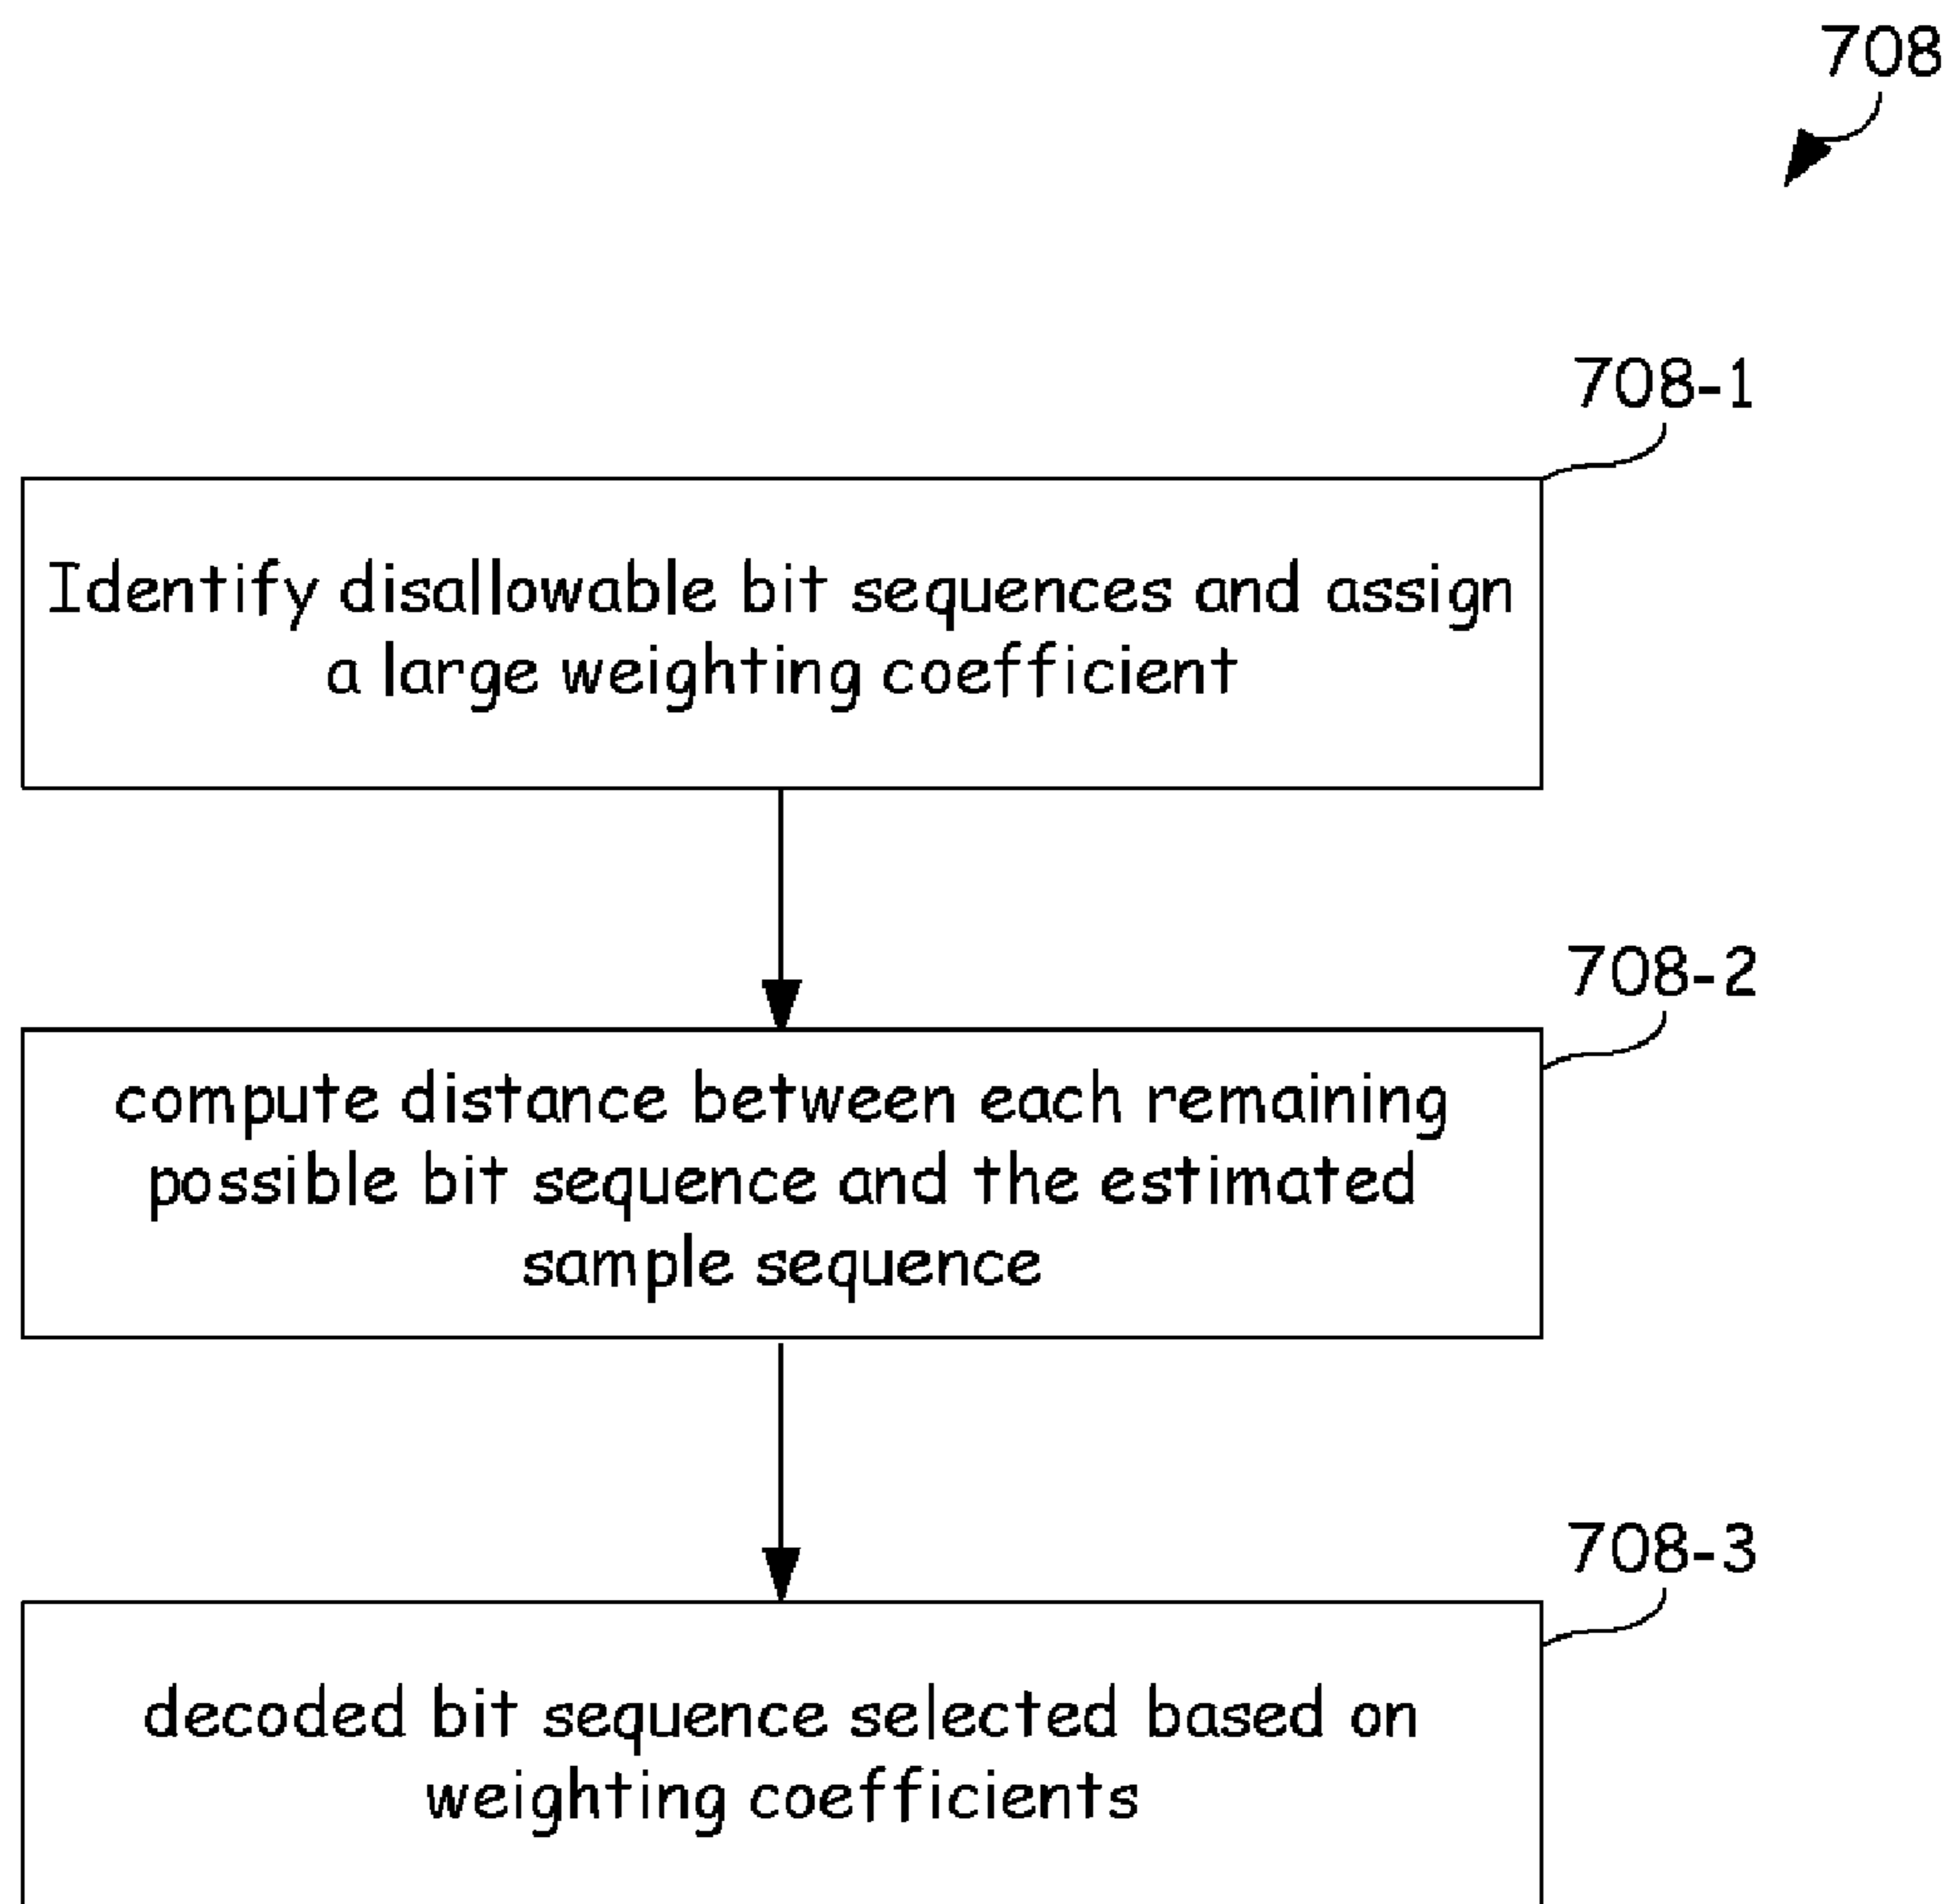 708
708-1
Identify disallowable bit sequences and assign
a large weighting coefficient
708-2
compute distance between each remaining
possible bit sequence and the estimated
sample sequence
708-3
decoded bit sequence selected based on
weighting coefficients